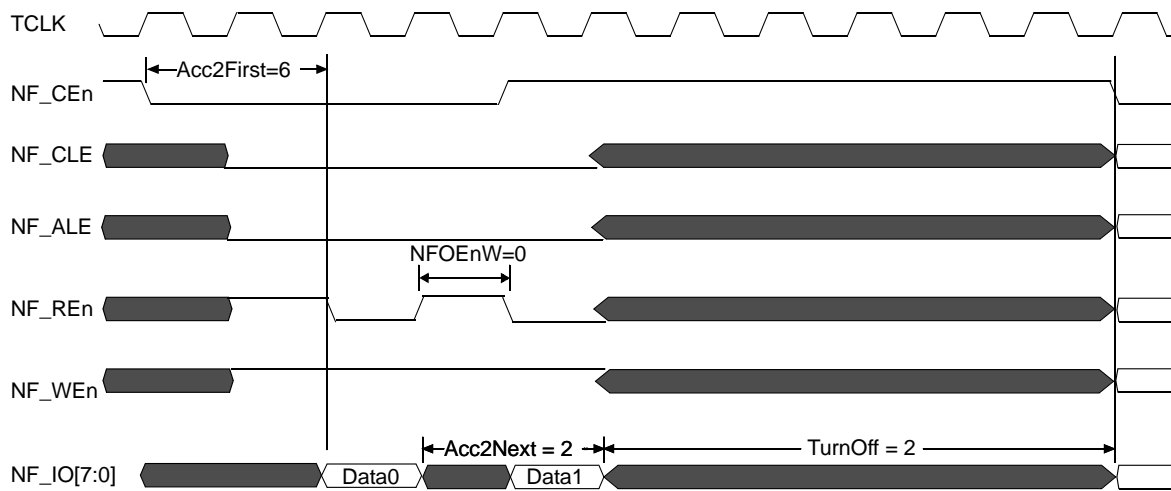 TCLK
Acc2First=6
NF_CEn
NF_CLE
NF_ALE
NFOEnW=0
NF_REn
NF_WEn
Acc2Next = 2
TurnOff = 2
NF_IO[7:0]
Data0
Data1